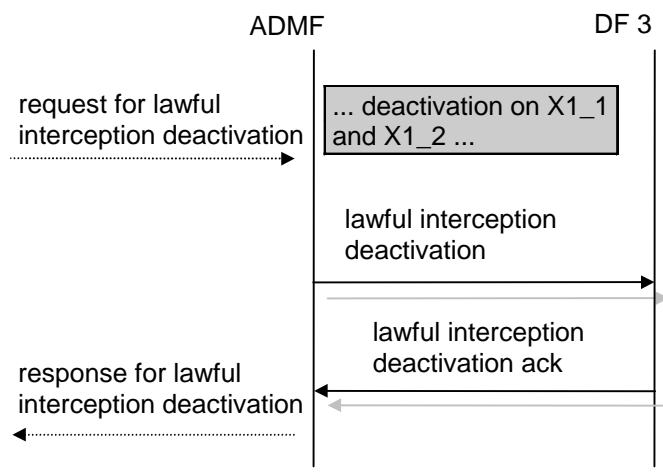 ADMF
DF 3
request for lawful
interception deactivation
... deactivation on X1_1
and X1_2 ...
lawful interception
deactivation
lawful interception
deactivation ack
response for lawful
interception deactivation